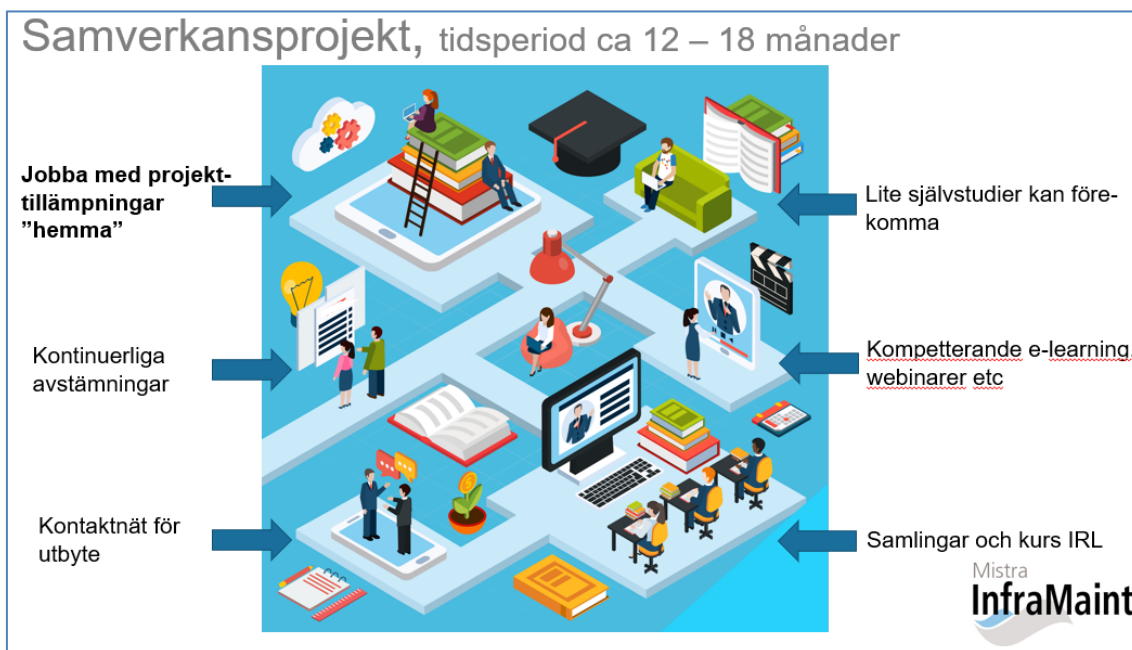 Samverkansprojekt, tidsperiod ca 12 – 18 månader
Jobba med projekt-
tillämpningar
”hemma”
Kontinuerliga
avstämningar
Kontaktnät för
utbyte
Lite självstudier kan före-
komma
Kompetterande e-learning,
webinarer etc
Samlingar och kurs IRL
Mistra
InfraMaint